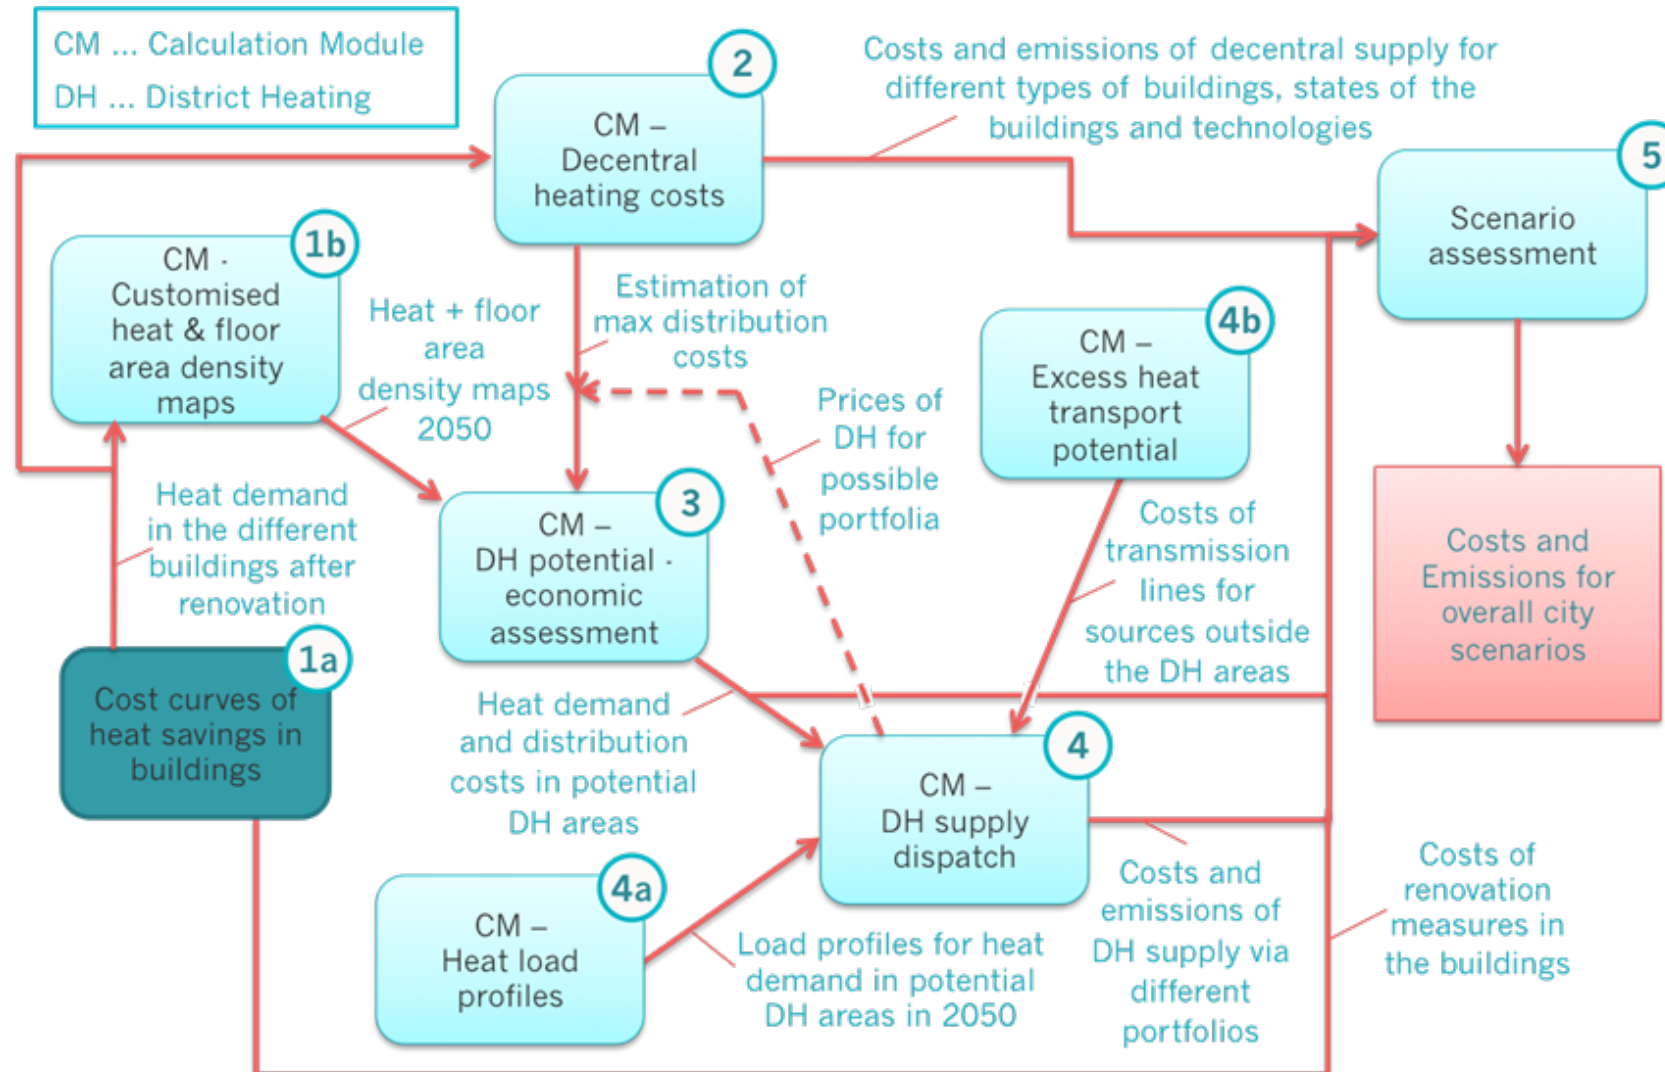 CM ... Calculation Module
DH ... District Heating
2
CM –
Decentral
heating costs
Costs and emissions of decentral supply for
different types of buildings, states of the
buildings and technologies
5
Scenario
assessment
1b
CM -
Customised
heat & floor
area density
maps
Heat + floor
area
density maps
2050
Estimation of
max distribution
costs
4b
CM –
Excess heat
transport
potential
Prices of
DH for
possible
portfolia
Heat demand
in the different
buildings after
renovation
3
CM –
DH potential -
economic
assessment
Costs of
transmission
lines for
sources outside
the DH areas
Costs and
Emissions for
overall city
scenarios
1a
Cost curves of
heat savings in
buildings
Heat demand
and distribution
costs in potential
DH areas
4
CM –
DH supply
dispatch
4a
CM –
Heat load
profiles
Load profiles for heat
demand in potential
DH areas in 2050
Costs and
emissions of
DH supply via
different
portfolios
Costs of
renovation
measures in
the buildings